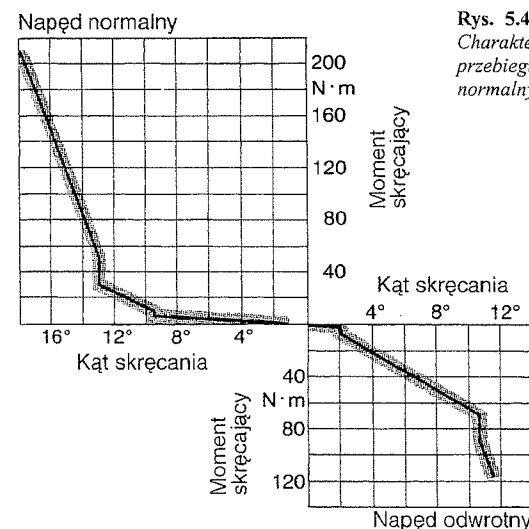 Napęd normalny
Rys. 5.4
Charakte
przebieg
normalny
200
N·m
160
120
80
40
Moment
skręcający
16° 12° 8° 4°
Kąt skręcania
Kąt skręcania
4° 8° 12°
40
N·m
80
120
Moment
skręcający
Napęd odwrotny